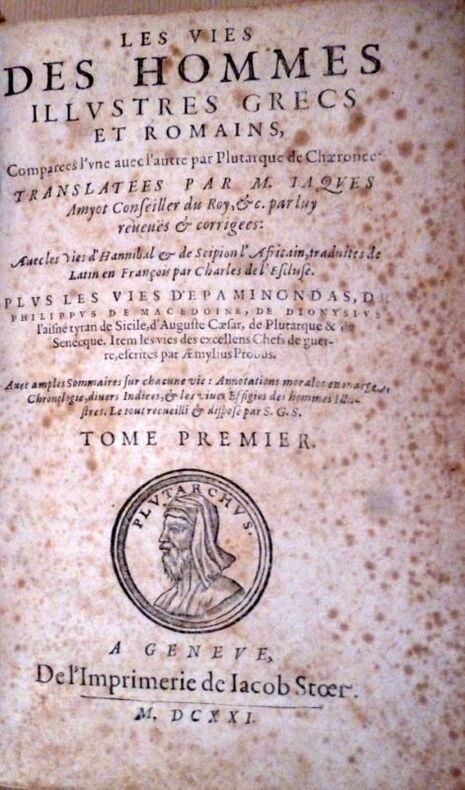 LES VIES
DES HOMMES
ILLVSTRES GRECS
ET ROMAINS,
Comparees l'vne auec l'autre par Plutarque de Chæronee:
TRANSLATEES PAR M. IAQVES
Amyot Conſeiller du Roy, &c. par luy
reueuës & corrigees:
Auec les Vies d'Hannibal & de Scipion l'Africain, traduites de
Latin en François par Charles de l'Eſcluſe.
PLVS LES VIES D'EPAMINONDAS, DE
PHILIPPVS DE MACEDOINE, DE DIONYSIVS
l'aiſné tyran de Sicile, d'Auguſte Cæſar, de Plutarque & de
Senecque. Item les vies des excellens Chefs de guer-
re, eſcrites par Æmylius Probus.
Auec amples Sommaires ſur chacune vie: Annotations morales en marge,
Chronologie, diuers Indices, & les viues Effigies des hommes Illu-
ſtres. Le tout recueilli & diſpoſé par S. G. S.
TOME PREMIER.
PLVTARCHVS.
A GENEVE,
De l'Imprimerie de Iacob Stœr.
M. DCXXI.